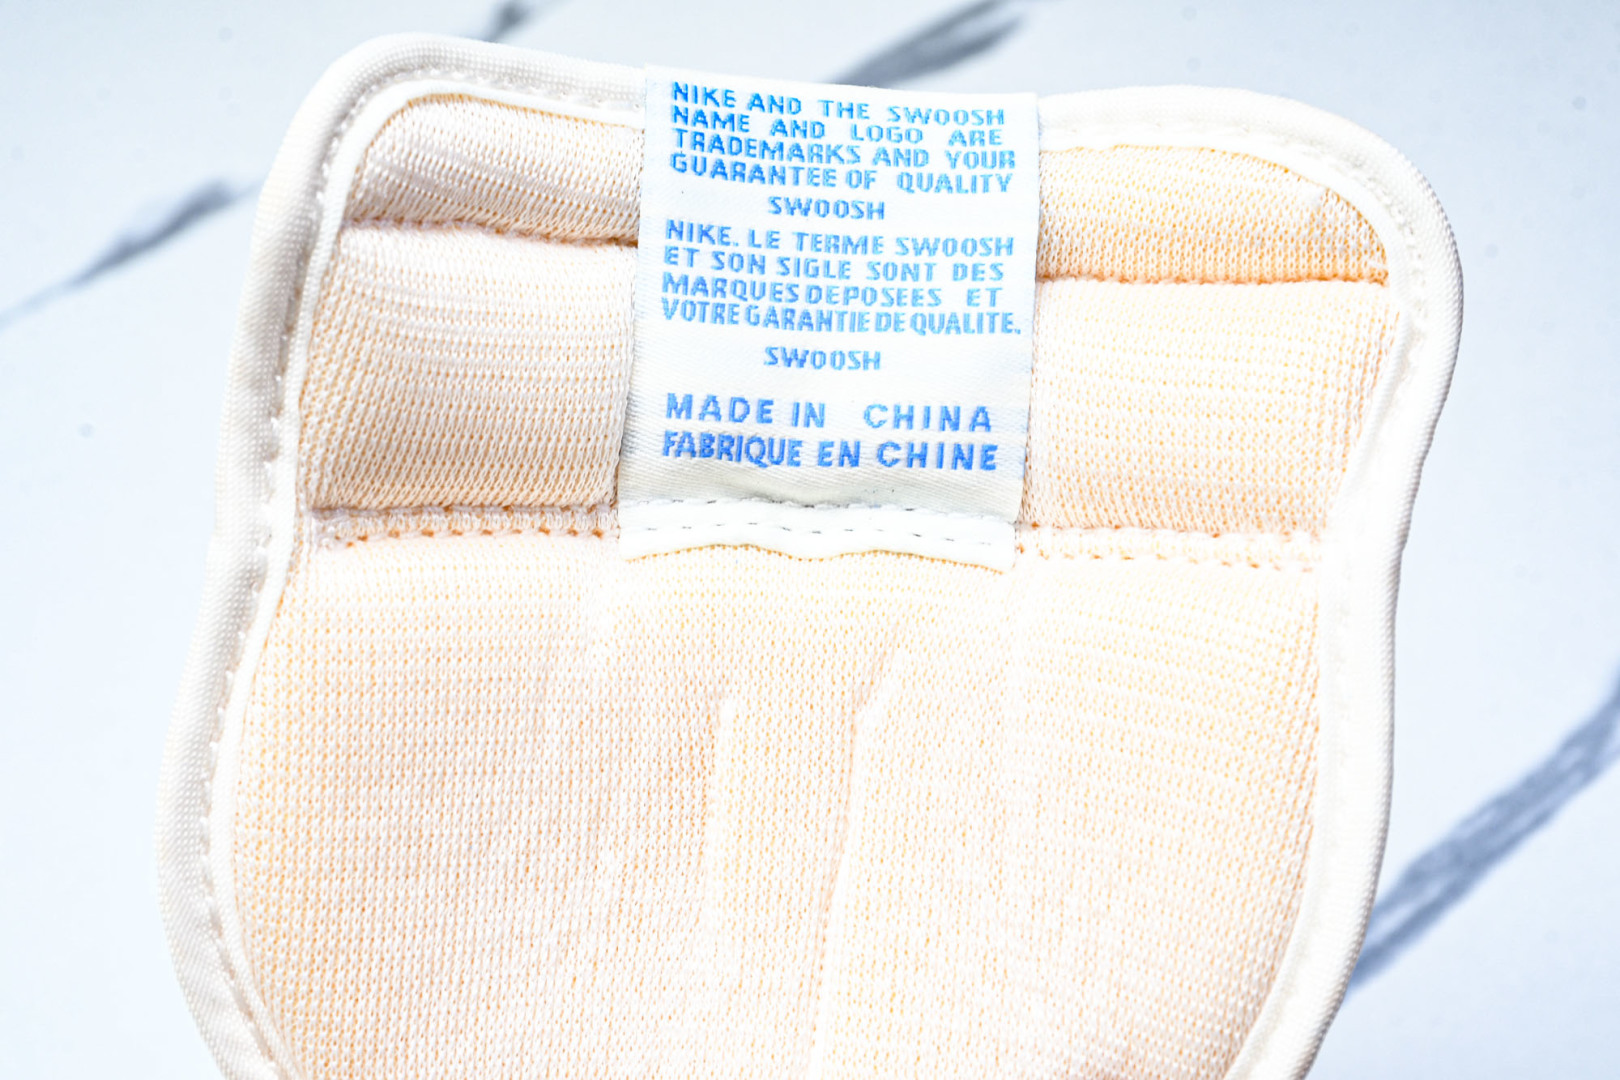 NIKE AND THE SWOOSH
NAME AND LOGO ARE
TRADEMARKS AND YOUR
GUARANTEE OF QUALITY
SWOOSH
NIKE. LE TERME SWOOSH
ET SON SIGLE SONT DES
MARQUES DEPOSEES ET
VOTRE GARANTIE DE QUALITE.
SWOOSH
MADE IN CHINA
FABRIQUE EN CHINE